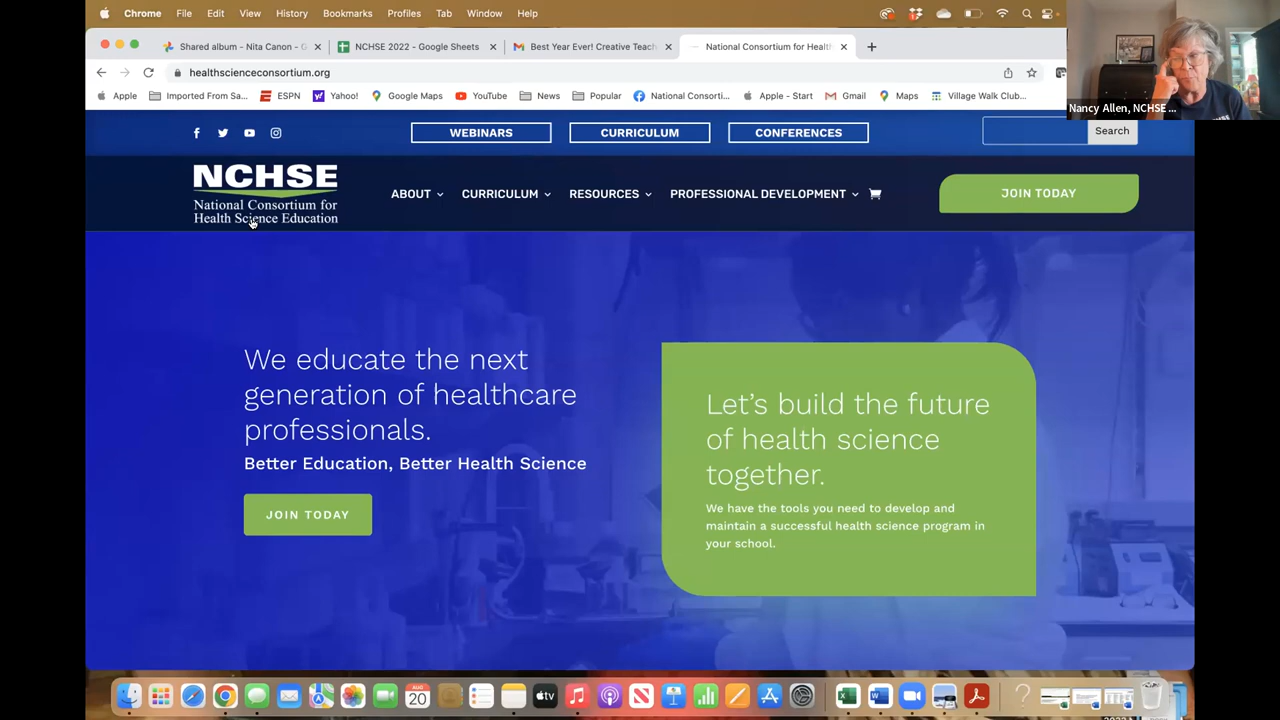 Chrome File Edit View History Bookmarks Profiles Tab Window Help
Shared album - Nita Canon - G
NCHSE 2022 - Google Sheets
Best Year Ever! Creative Teach
National Consortium for Health
healthscienceconsortium.org
Apple Imported From Sa... ESPN Yahoo! Google Maps YouTube News Popular National Consorti... Apple - Start Gmail Maps Village Walk Club...
Nancy Allen, NCHSE ...
WEBINARS CURRICULUM CONFERENCES Search
NCHSE
National Consortium for
Health Science Education
ABOUT CURRICULUM RESOURCES PROFESSIONAL DEVELOPMENT JOIN TODAY
We educate the next
generation of healthcare
professionals.
Better Education, Better Health Science
JOIN TODAY
Let's build the future
of health science
together.
We have the tools you need to develop and
maintain a successful health science program in
your school.
AUG
20
tv